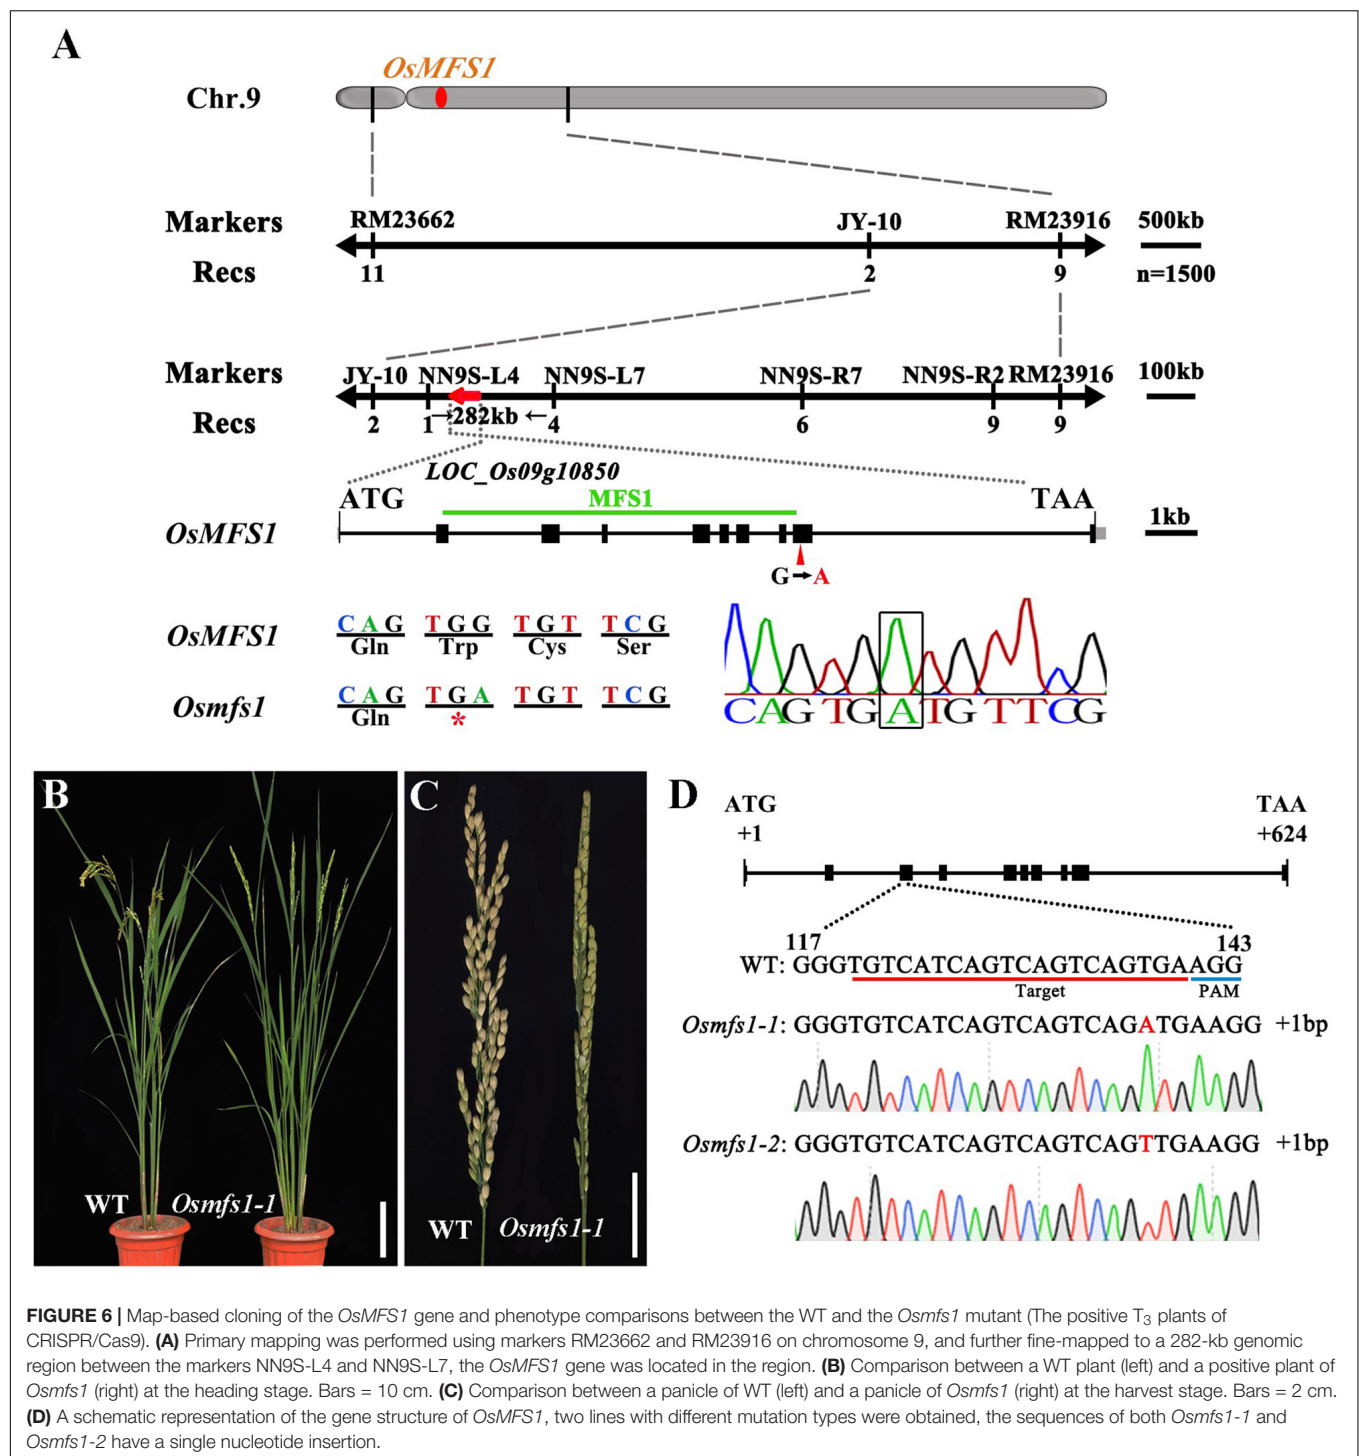 A
OsMFS1
Chr.9
Markers RM23662 JY-10 RM23916 500kb
Recs 11 2 9 n=1500
Markers JY-10 NN9S-L4 NN9S-L7 NN9S-R7 NN9S-R2 RM23916 100kb
→282kb ←
Recs 2 1 4 6 9 9
LOC_Os09g10850
ATG MFS1 TAA
OsMFS1 1kb
G→A
OsMFS1 CAG TGG TGT TCG
Gln Trp Cys Ser
Osmfs1 CAG TGA TGT TCG
Gln *
CAGTGATGTTCG
B
WT Osmfs1-1
C
WT Osmfs1-1
D
ATG TAA
+1 +624
117 143
WT: GGGTGTCATCAGTCAGTCAGTGAAGG
Target PAM
Osmfs1-1: GGGTGTCATCAGTCAGTCAGATGAAGG +1bp
Osmfs1-2: GGGTGTCATCAGTCAGTCAGTTGAAGG +1bp
FIGURE 6 | Map-based cloning of the OsMFS1 gene and phenotype comparisons between the WT and the Osmfs1 mutant (The positive T3 plants of
CRISPR/Cas9). (A) Primary mapping was performed using markers RM23662 and RM23916 on chromosome 9, and further fine-mapped to a 282-kb genomic
region between the markers NN9S-L4 and NN9S-L7, the OsMFS1 gene was located in the region. (B) Comparison between a WT plant (left) and a positive plant of
Osmfs1 (right) at the heading stage. Bars = 10 cm. (C) Comparison between a panicle of WT (left) and a panicle of Osmfs1 (right) at the harvest stage. Bars = 2 cm.
(D) A schematic representation of the gene structure of OsMFS1, two lines with different mutation types were obtained, the sequences of both Osmfs1-1 and
Osmfs1-2 have a single nucleotide insertion.